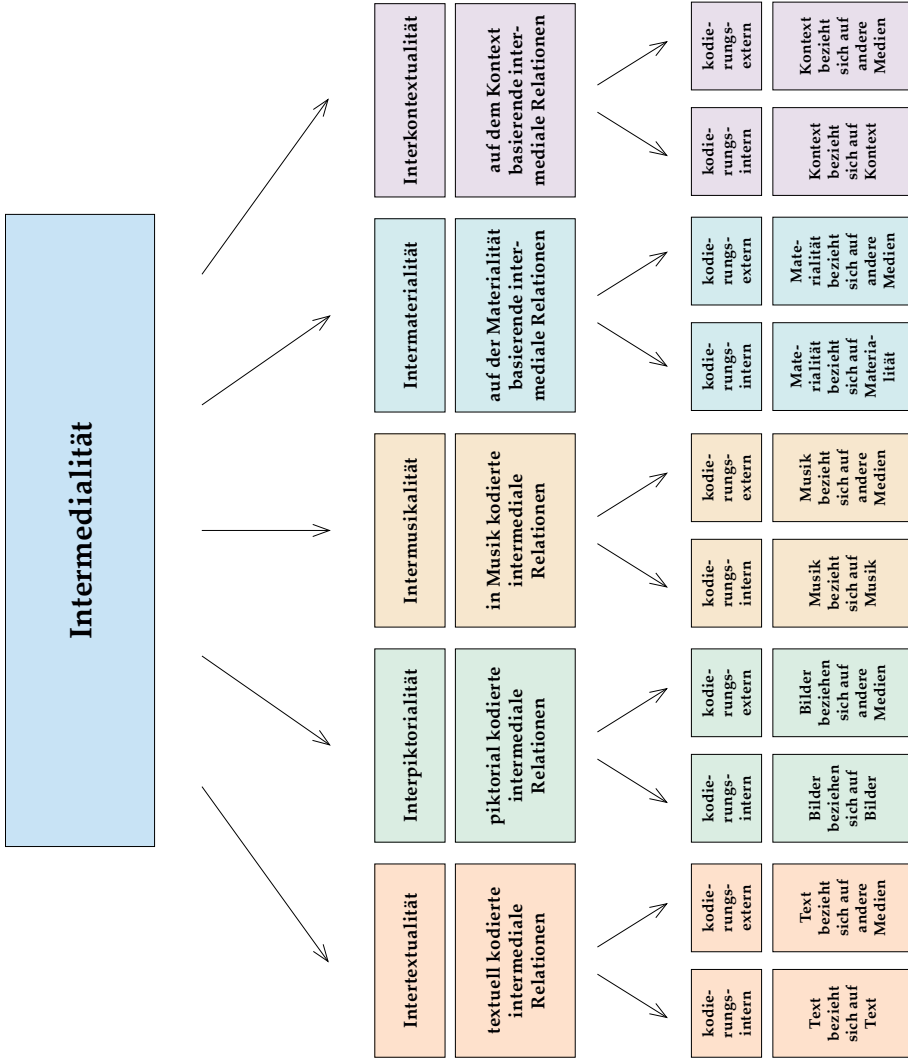 Intermedialität
Intertextualität
textuell kodierte
intermediale
Relationen
kodie-
rungs-
intern
Text
bezieht
sich auf
Text
kodie-
rungs-
extern
Text
bezieht
sich auf
andere
Medien
Interpiktorialität
piktorial kodierte
intermediale
Relationen
kodie-
rungs-
intern
Bilder
beziehen
sich auf
Bilder
kodie-
rungs-
extern
Bilder
beziehen
sich auf
andere
Medien
Intermusikalität
in Musik kodierte
intermediale
Relationen
kodie-
rungs-
intern
Musik
bezieht
sich auf
Musik
kodie-
rungs-
extern
Musik
bezieht
sich auf
andere
Medien
Intermaterialität
auf der Materialität
basierende inter-
mediale Relationen
kodie-
rungs-
intern
Mate-
rialität
bezieht
sich auf
Materia-
lität
kodie-
rungs-
extern
Mate-
rialität
bezieht
sich auf
andere
Medien
Interkontextualität
auf dem Kontext
basierende inter-
mediale Relationen
kodie-
rungs-
intern
Kontext
bezieht
sich auf
Kontext
kodie-
rungs-
extern
Kontext
bezieht
sich auf
andere
Medien